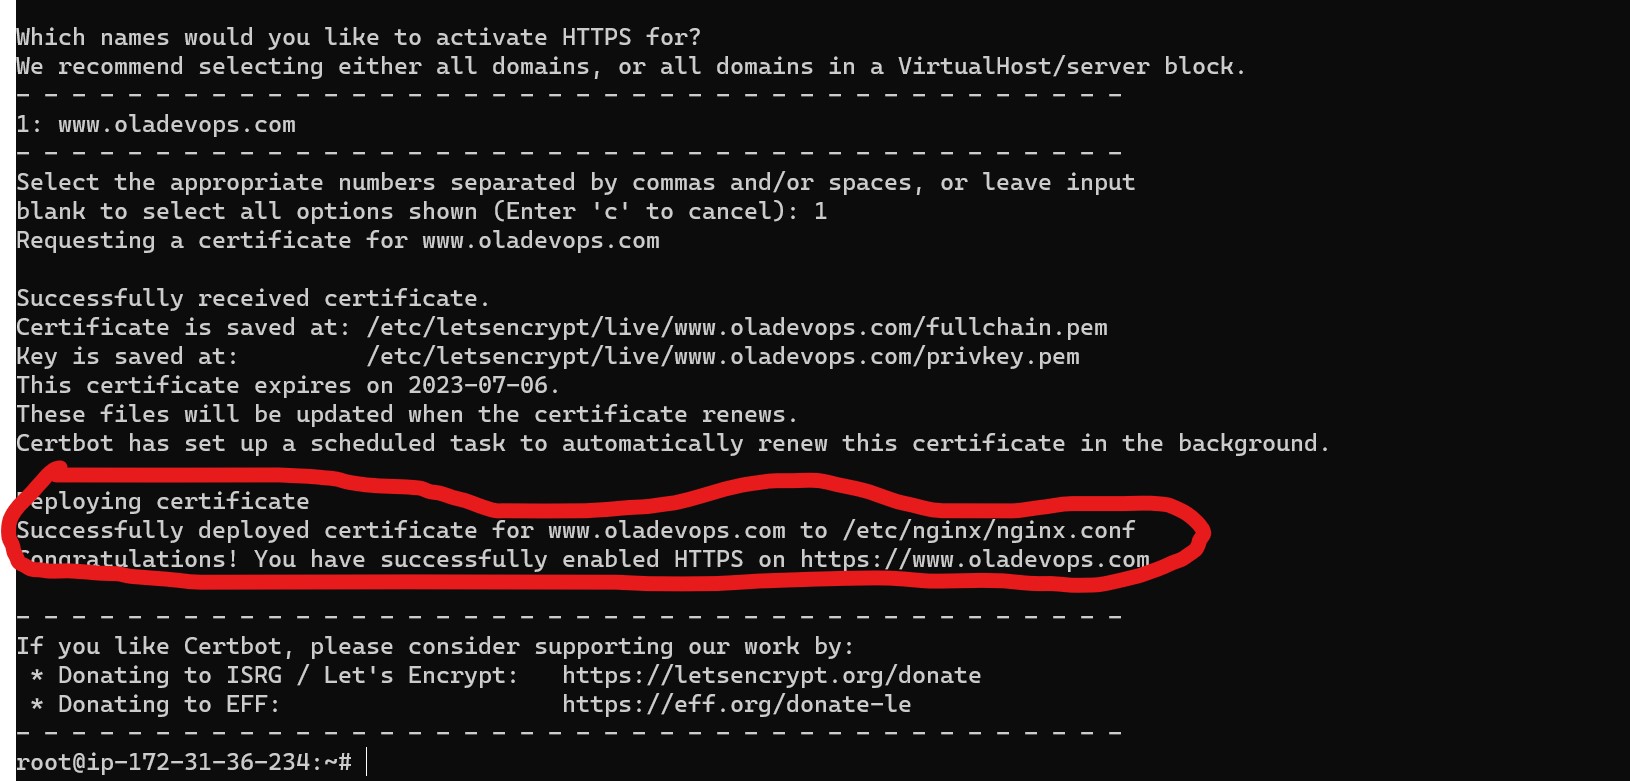 Which names would you like to activate HTTPS for?
We recommend selecting either all domains, or all domains in a VirtualHost/server block.
- - - - - - - - - - - - - - - - - - - - - - - - - - - - - - - - - - - - - - - -
1: www.oladevops.com
- - - - - - - - - - - - - - - - - - - - - - - - - - - - - - - - - - - - - - - -
Select the appropriate numbers separated by commas and/or spaces, or leave input
blank to select all options shown (Enter 'c' to cancel): 1
Requesting a certificate for www.oladevops.com
Successfully received certificate.
Certificate is saved at: /etc/letsencrypt/live/www.oladevops.com/fullchain.pem
Key is saved at:         /etc/letsencrypt/live/www.oladevops.com/privkey.pem
This certificate expires on 2023-07-06.
These files will be updated when the certificate renews.
Certbot has set up a scheduled task to automatically renew this certificate in the background.
Deploying certificate
Successfully deployed certificate for www.oladevops.com to /etc/nginx/nginx.conf
Congratulations! You have successfully enabled HTTPS on https://www.oladevops.com
- - - - - - - - - - - - - - - - - - - - - - - - - - - - - - - - - - - - - - - -
If you like Certbot, please consider supporting our work by:
 * Donating to ISRG / Let's Encrypt:   https://letsencrypt.org/donate
 * Donating to EFF:                    https://eff.org/donate-le
- - - - - - - - - - - - - - - - - - - - - - - - - - - - - - - - - - - - - - - -
root@ip-172-31-36-234:~#